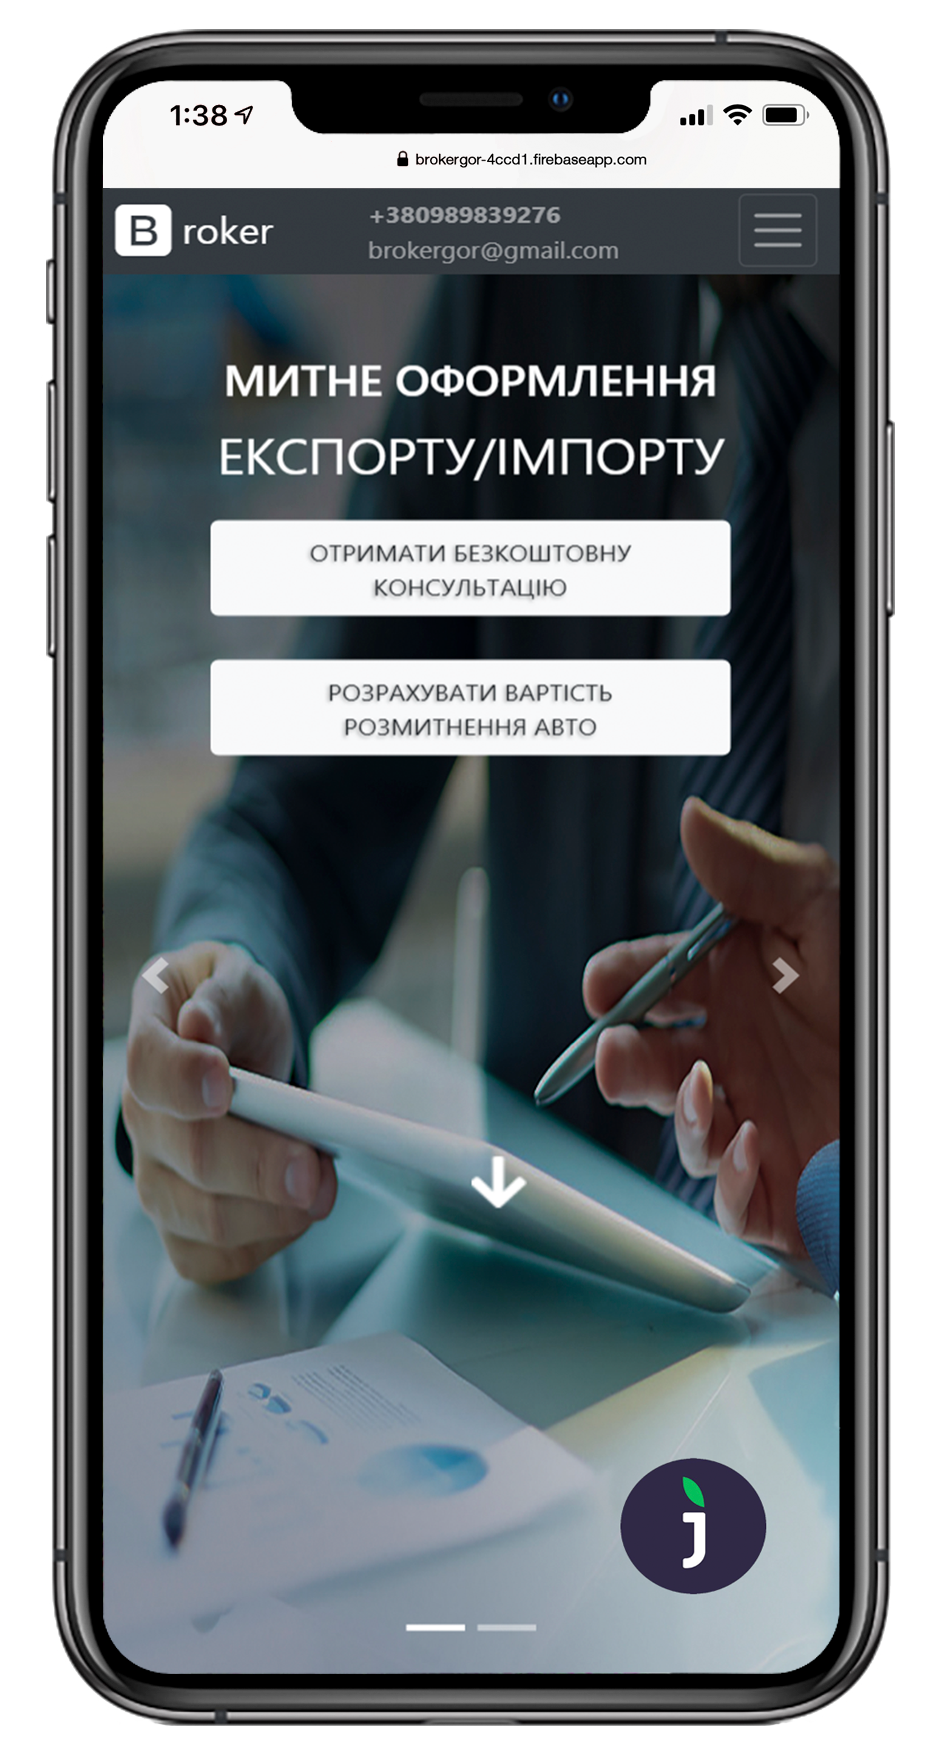 1:38
brokergor-4ccd1.firebaseapp.com
B roker
+380989839276
brokergor@gmail.com
МИТНЕ ОФОРМЛЕННЯ
ЕКСПОРТУ/ІМПОРТУ
ОТРИМАТИ БЕЗКОШТОВНУ
КОНСУЛЬТАЦІЮ
РОЗРАХУВАТИ ВАРТІСТЬ
РОЗМИТНЕННЯ АВТО
J